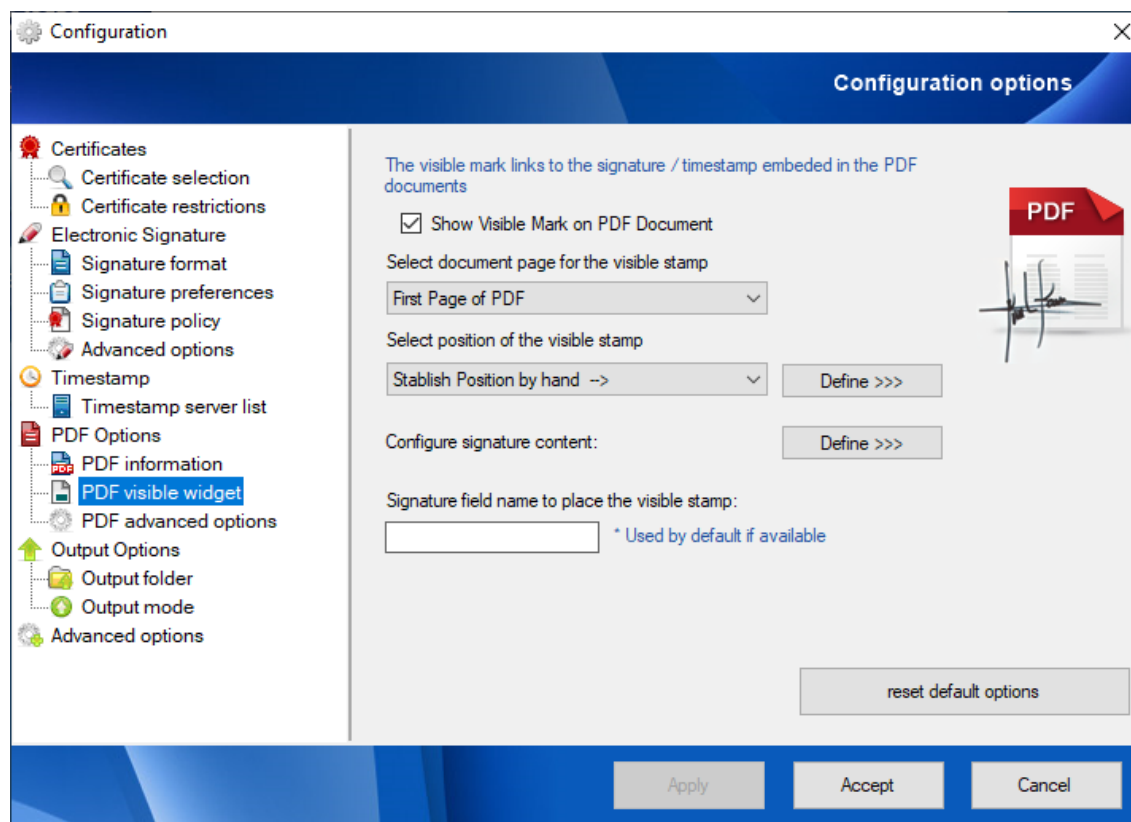 Configuration
Configuration options
Certificates
Certificate selection
Certificate restrictions
Electronic Signature
Signature format
Signature preferences
Signature policy
Advanced options
Timestamp
Timestamp server list
PDF Options
PDF information
PDF visible widget
PDF advanced options
Output Options
Output folder
Output mode
Advanced options
The visible mark links to the signature / timestamp embeded in the PDF
documents
PDF
Show Visible Mark on PDF Document
Select document page for the visible stamp
First Page of PDF
Select position of the visible stamp
Stablish Position by hand -->
Define >>>
Configure signature content:
Define >>>
Signature field name to place the visible stamp:
* Used by default if available
reset default options
Apply
Accept
Cancel